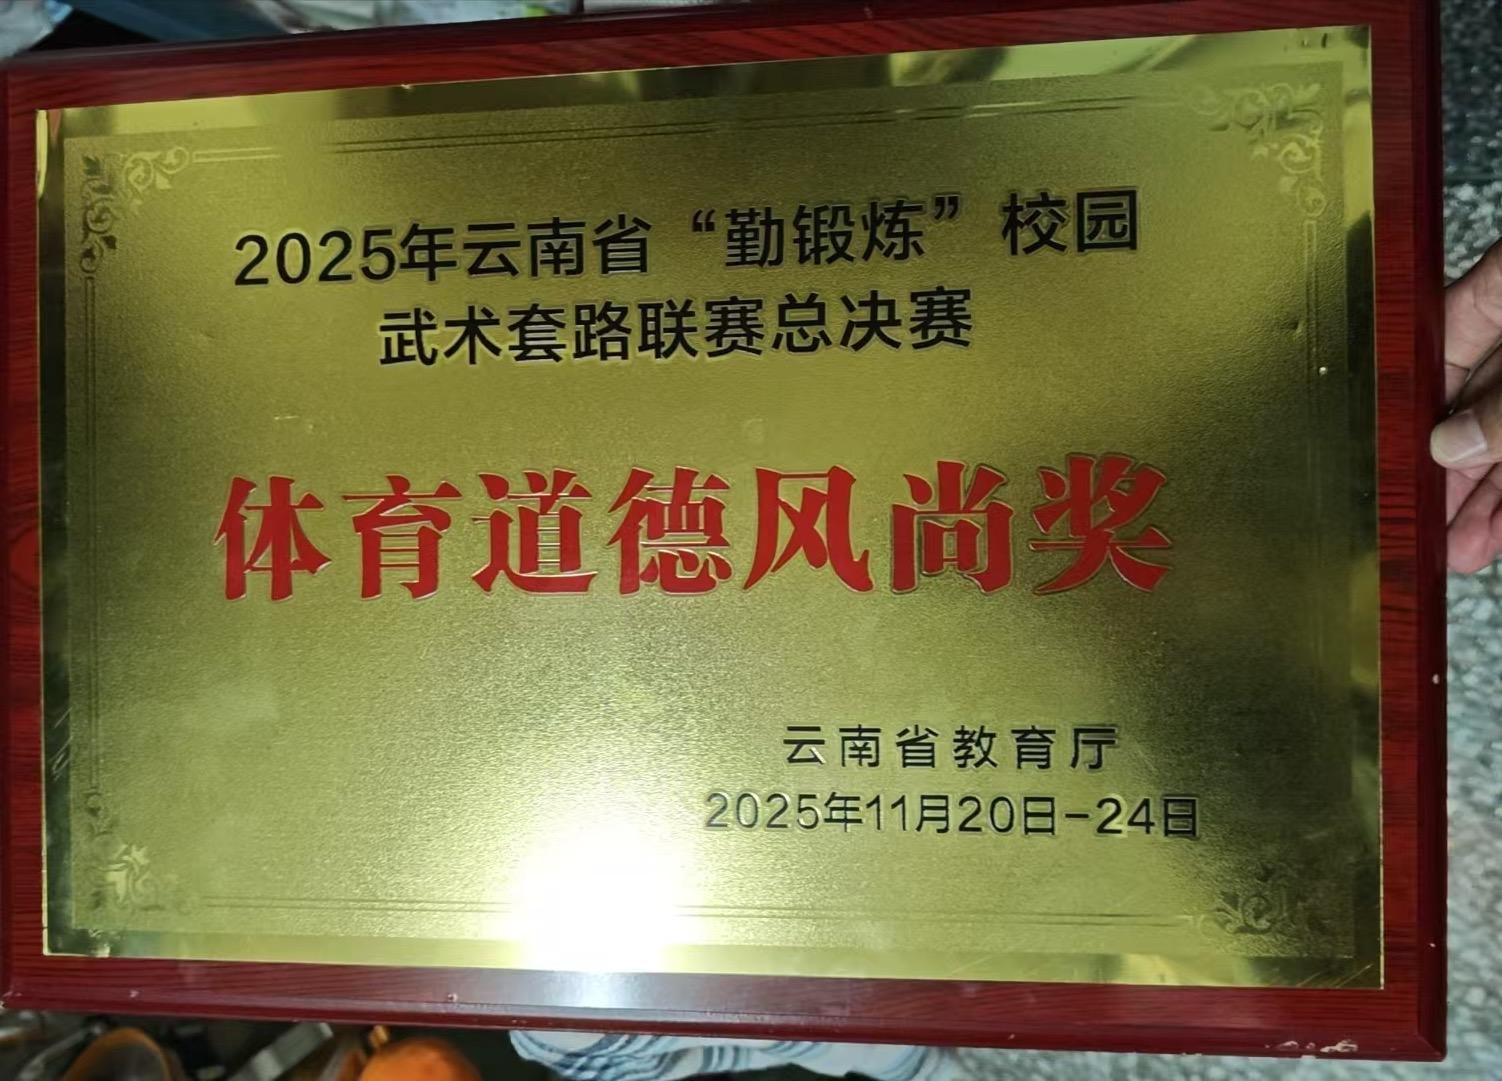 2025年云南省“勤锻炼”校园
武术套路联赛总决赛
体育道德风尚奖
云南省教育厅
2025年11月20日-24日